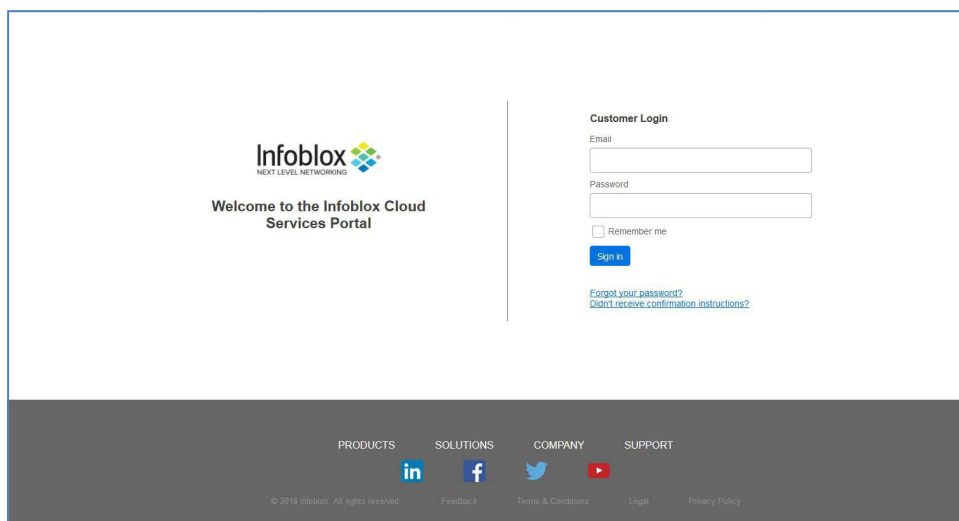 Infoblox
NEXT LEVEL NETWORKING
Welcome to the Infoblox Cloud
Services Portal
Customer Login
Email
Password
Remember me
Sign in
Forgot your password?
Didn't receive confirmation instructions?
PRODUCTS SOLUTIONS COMPANY SUPPORT
in f
© 2018 Infoblox. All rights reserved Feedback Terms & Conditions Legal Privacy Policy